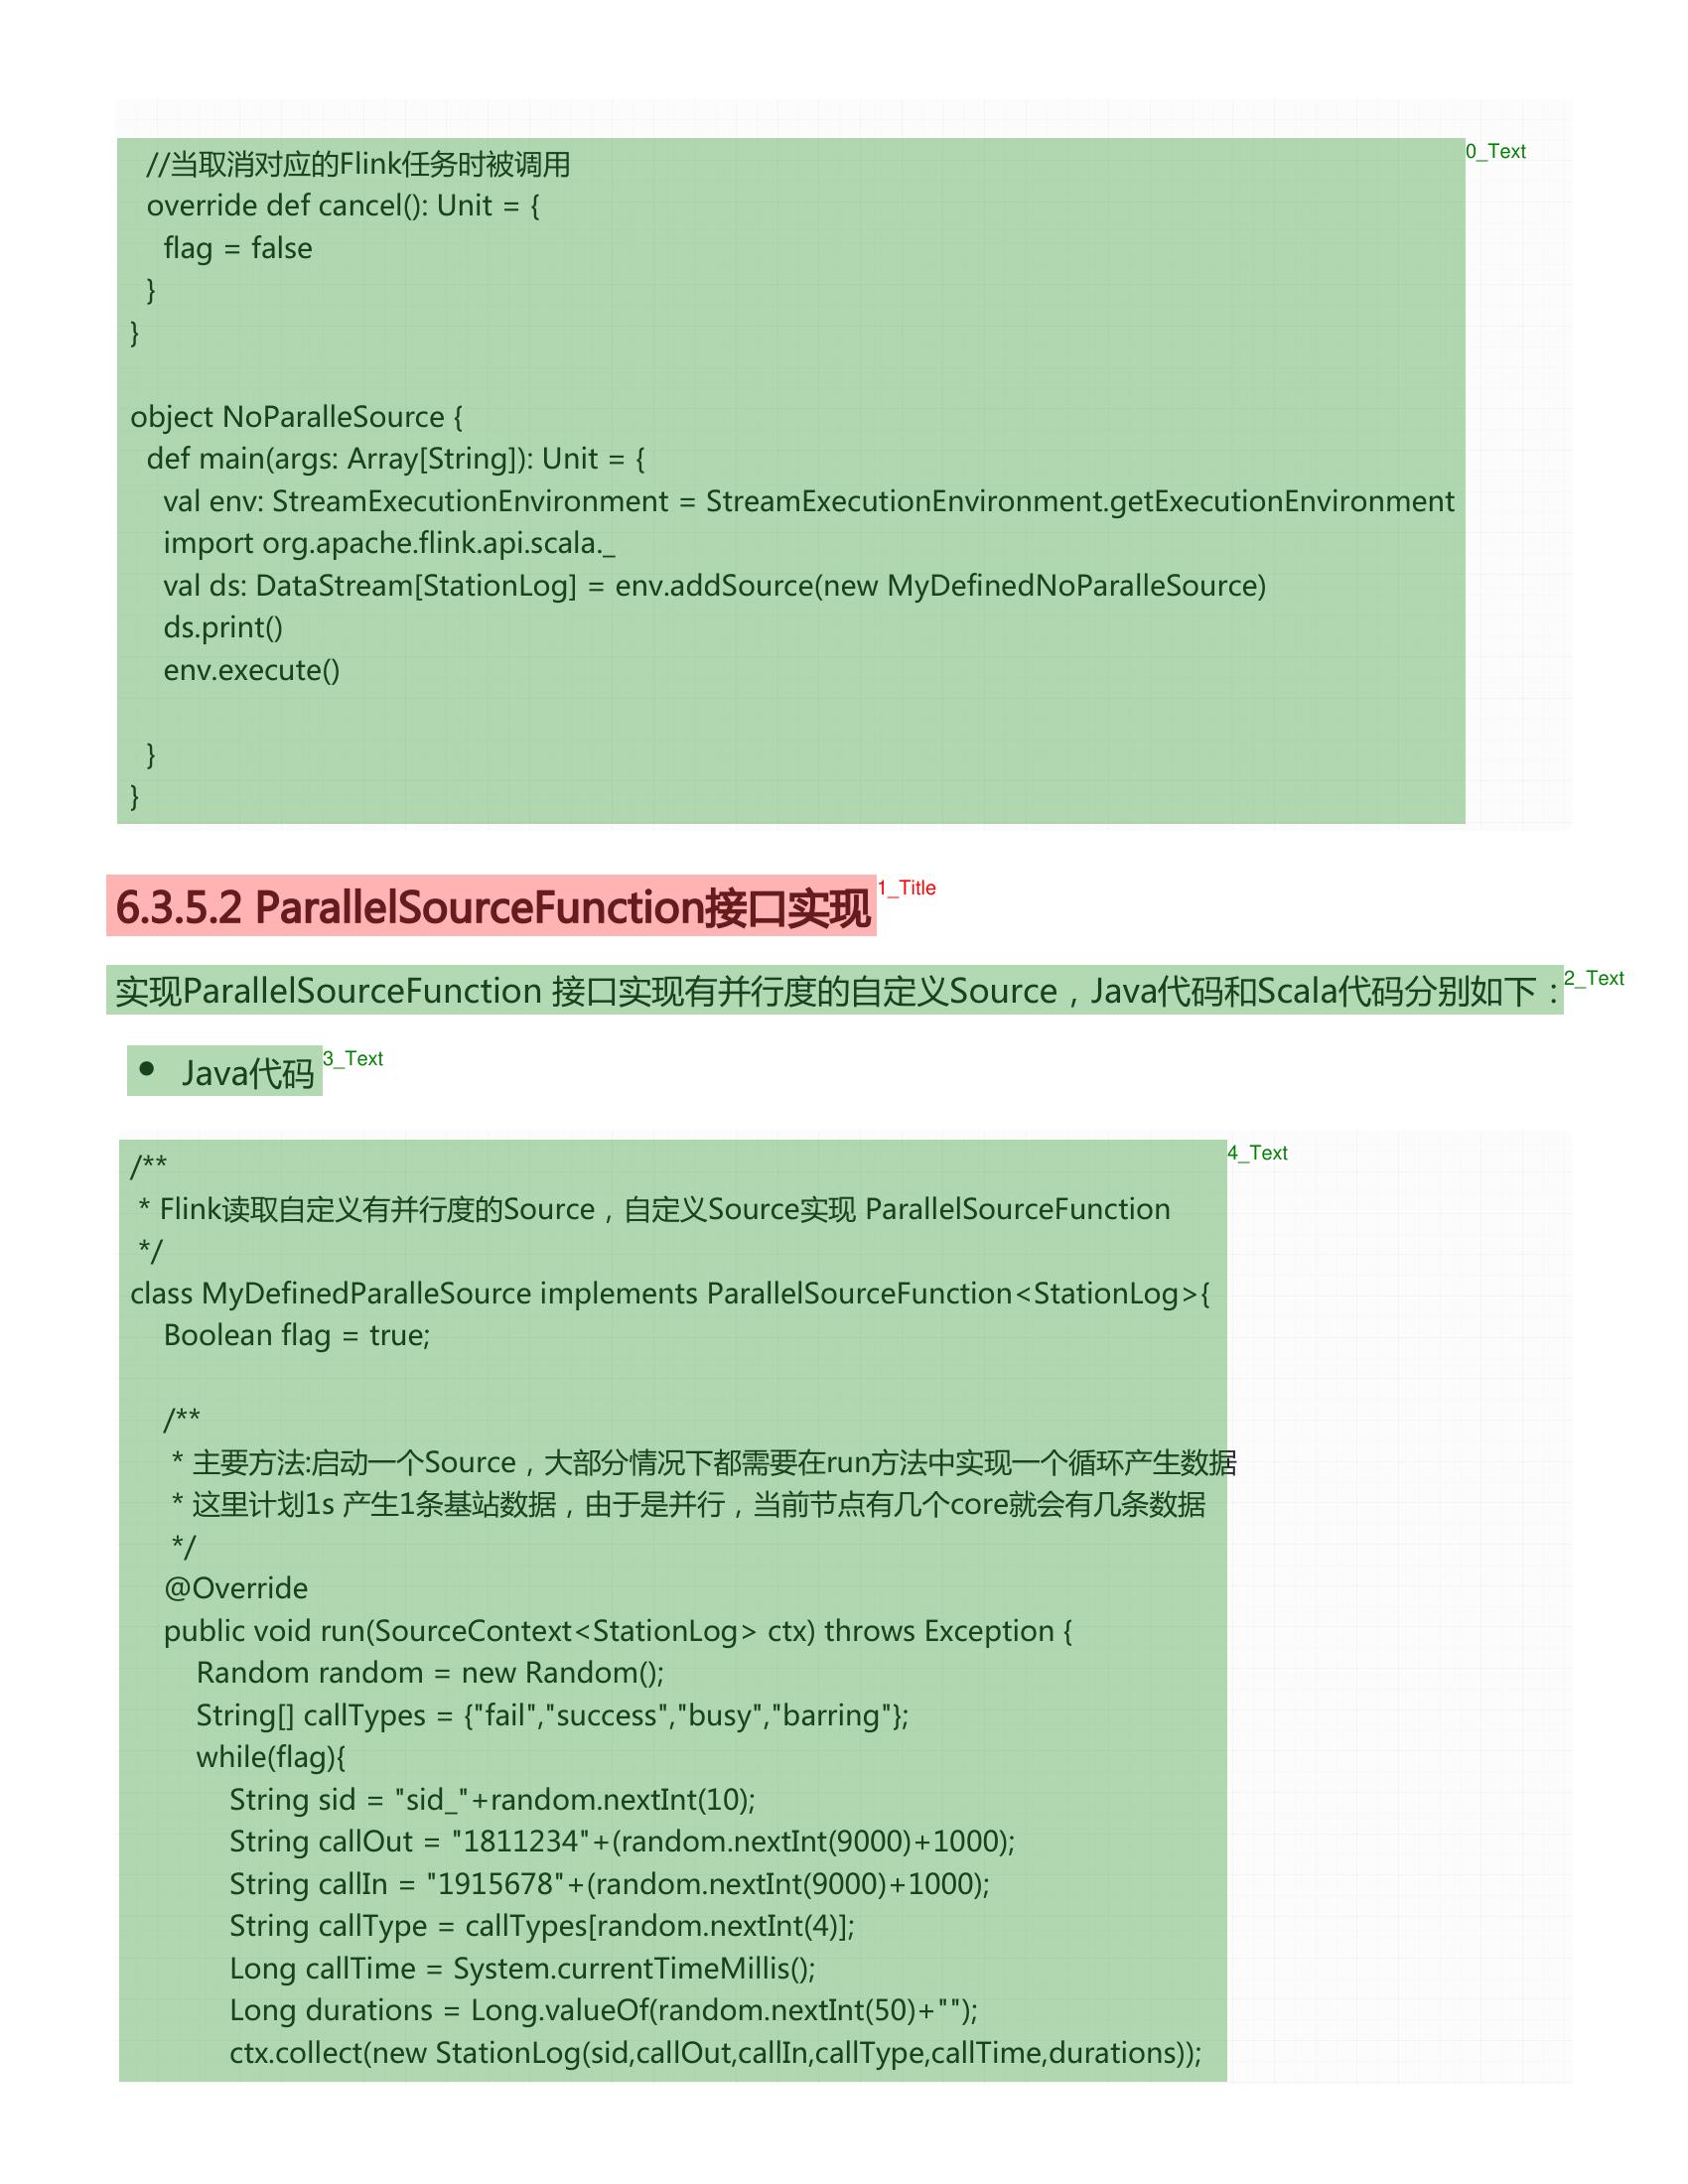 //当取消对应的Flink任务时被调用
override def cancel(): Unit = {
flag = false
}
}
object NoParalleSource {
def main(args: Array[String]): Unit = {
val env: StreamExecutionEnvironment = StreamExecutionEnvironment.getExecutionEnvironment
import org.apache.flink.api.scala._
val ds: DataStream[StationLog] = env.addSource(new MyDefinedNoParalleSource)
ds.print()
env.execute()
}
}
0_Text
6.3.5.2 ParallelSourceFunction接口实现
1_Title
实现ParallelSourceFunction 接口实现有并行度的自定义Source，Java代码和Scala代码分别如下：
2_Text
• Java代码
3_Text
/**
* Flink读取自定义有并行度的Source，自定义Source实现 ParallelSourceFunction
*/
class MyDefinedParalleSource implements ParallelSourceFunction<StationLog>{
Boolean flag = true;
/**
* 主要方法:启动一个Source，大部分情况下都需要在run方法中实现一个循环产生数据
* 这里计划1s 产生1条基站数据，由于是并行，当前节点有几个core就会有几条数据
*/
@Override
public void run(SourceContext<StationLog> ctx) throws Exception {
Random random = new Random();
String[] callTypes = {"fail","success","busy","barring"};
while(flag){
String sid = "sid_"+random.nextInt(10);
String callOut = "1811234"+(random.nextInt(9000)+1000);
String callIn = "1915678"+(random.nextInt(9000)+1000);
String callType = callTypes[random.nextInt(4)];
Long callTime = System.currentTimeMillis();
Long durations = Long.valueOf(random.nextInt(50)+"");
ctx.collect(new StationLog(sid,callOut,callIn,callType,callTime,durations));
4_Text